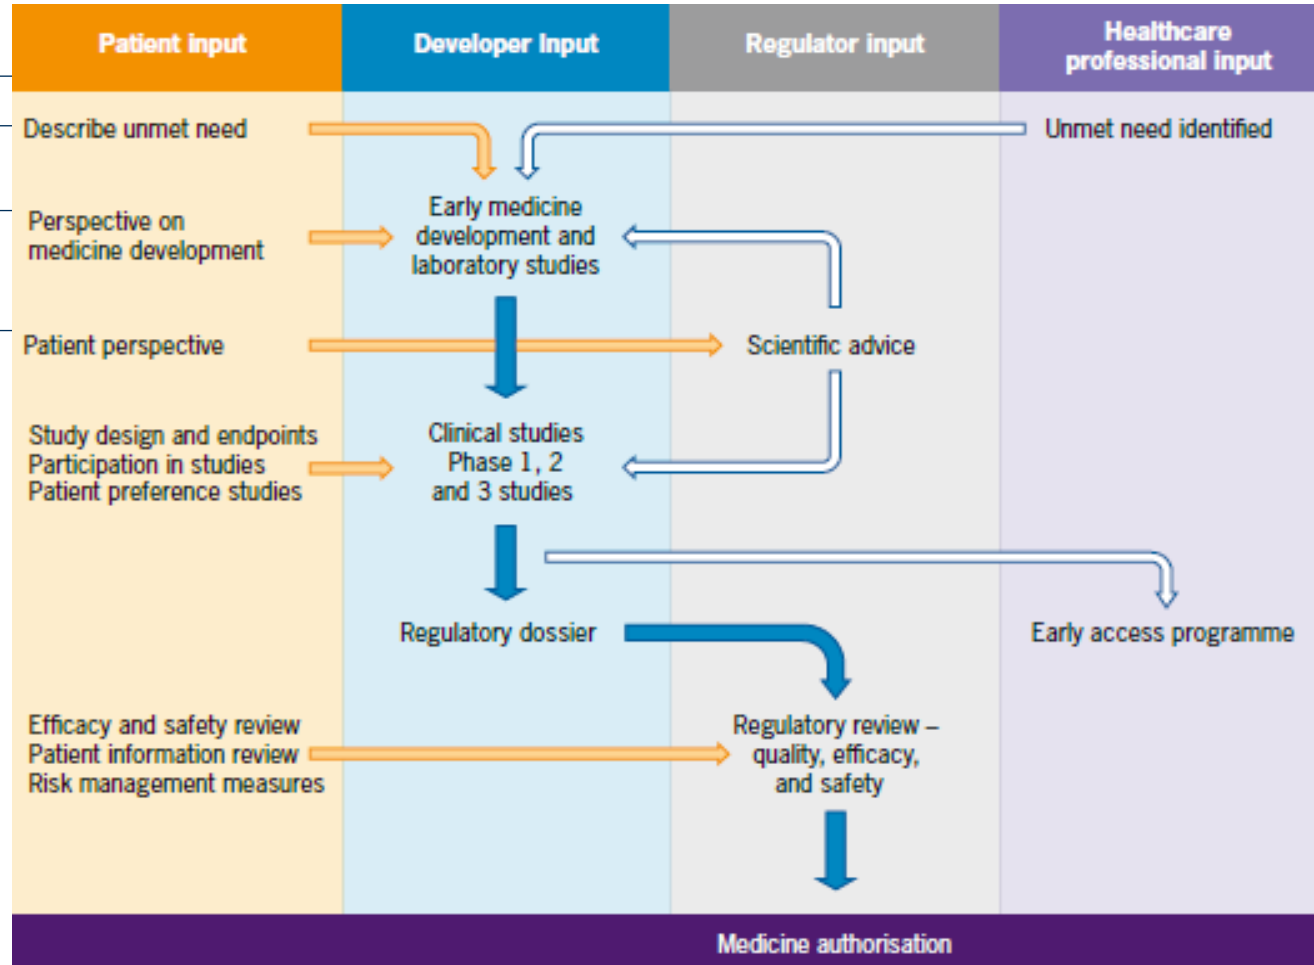 Patient input
Developer Input
Regulator input
Healthcare
professional input
Describe unmet need
Unmet need identified
Perspective on
medicine development
Early medicine
development and
laboratory studies
Patient perspective
Scientific advice
Study design and endpoints
Participation in studies
Patient preference studies
Clinical studies
Phase 1, 2
and 3 studies
Regulatory dossier
Early access programme
Efficacy and safety review
Patient information review
Risk management measures
Regulatory review –
quality, efficacy,
and safety
Medicine authorisation